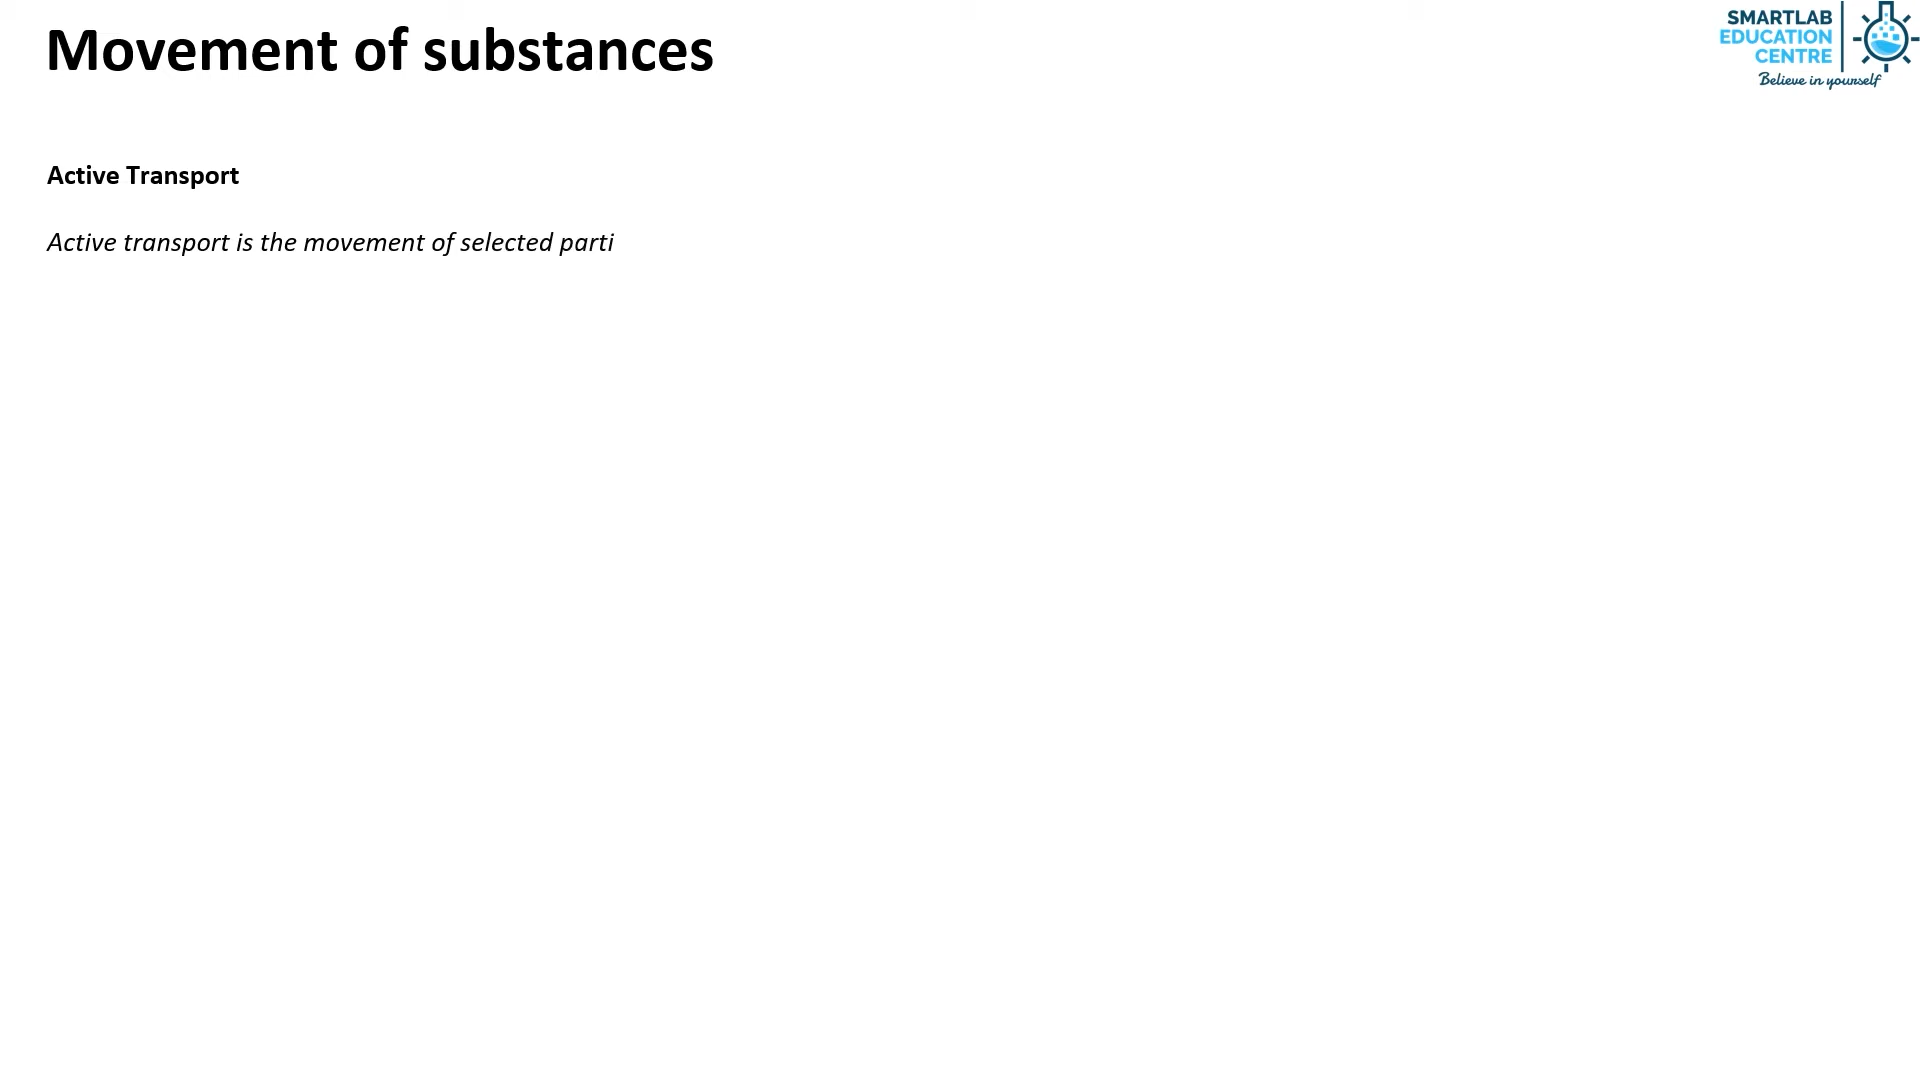 Movement of substances
SMARTLAB
EDUCATION
CENTRE
Believe in yourself
Active Transport
Active transport is the movement of selected parti